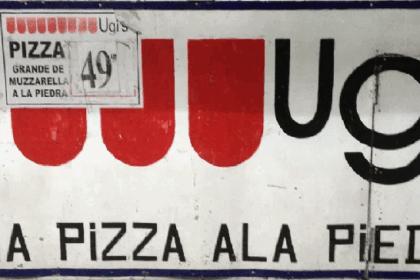 Ugi's
PIZZA
GRANDE DE
MUZZARELLA
A LA PIEDRA
49
Ug
A PiZZA ALA PiED